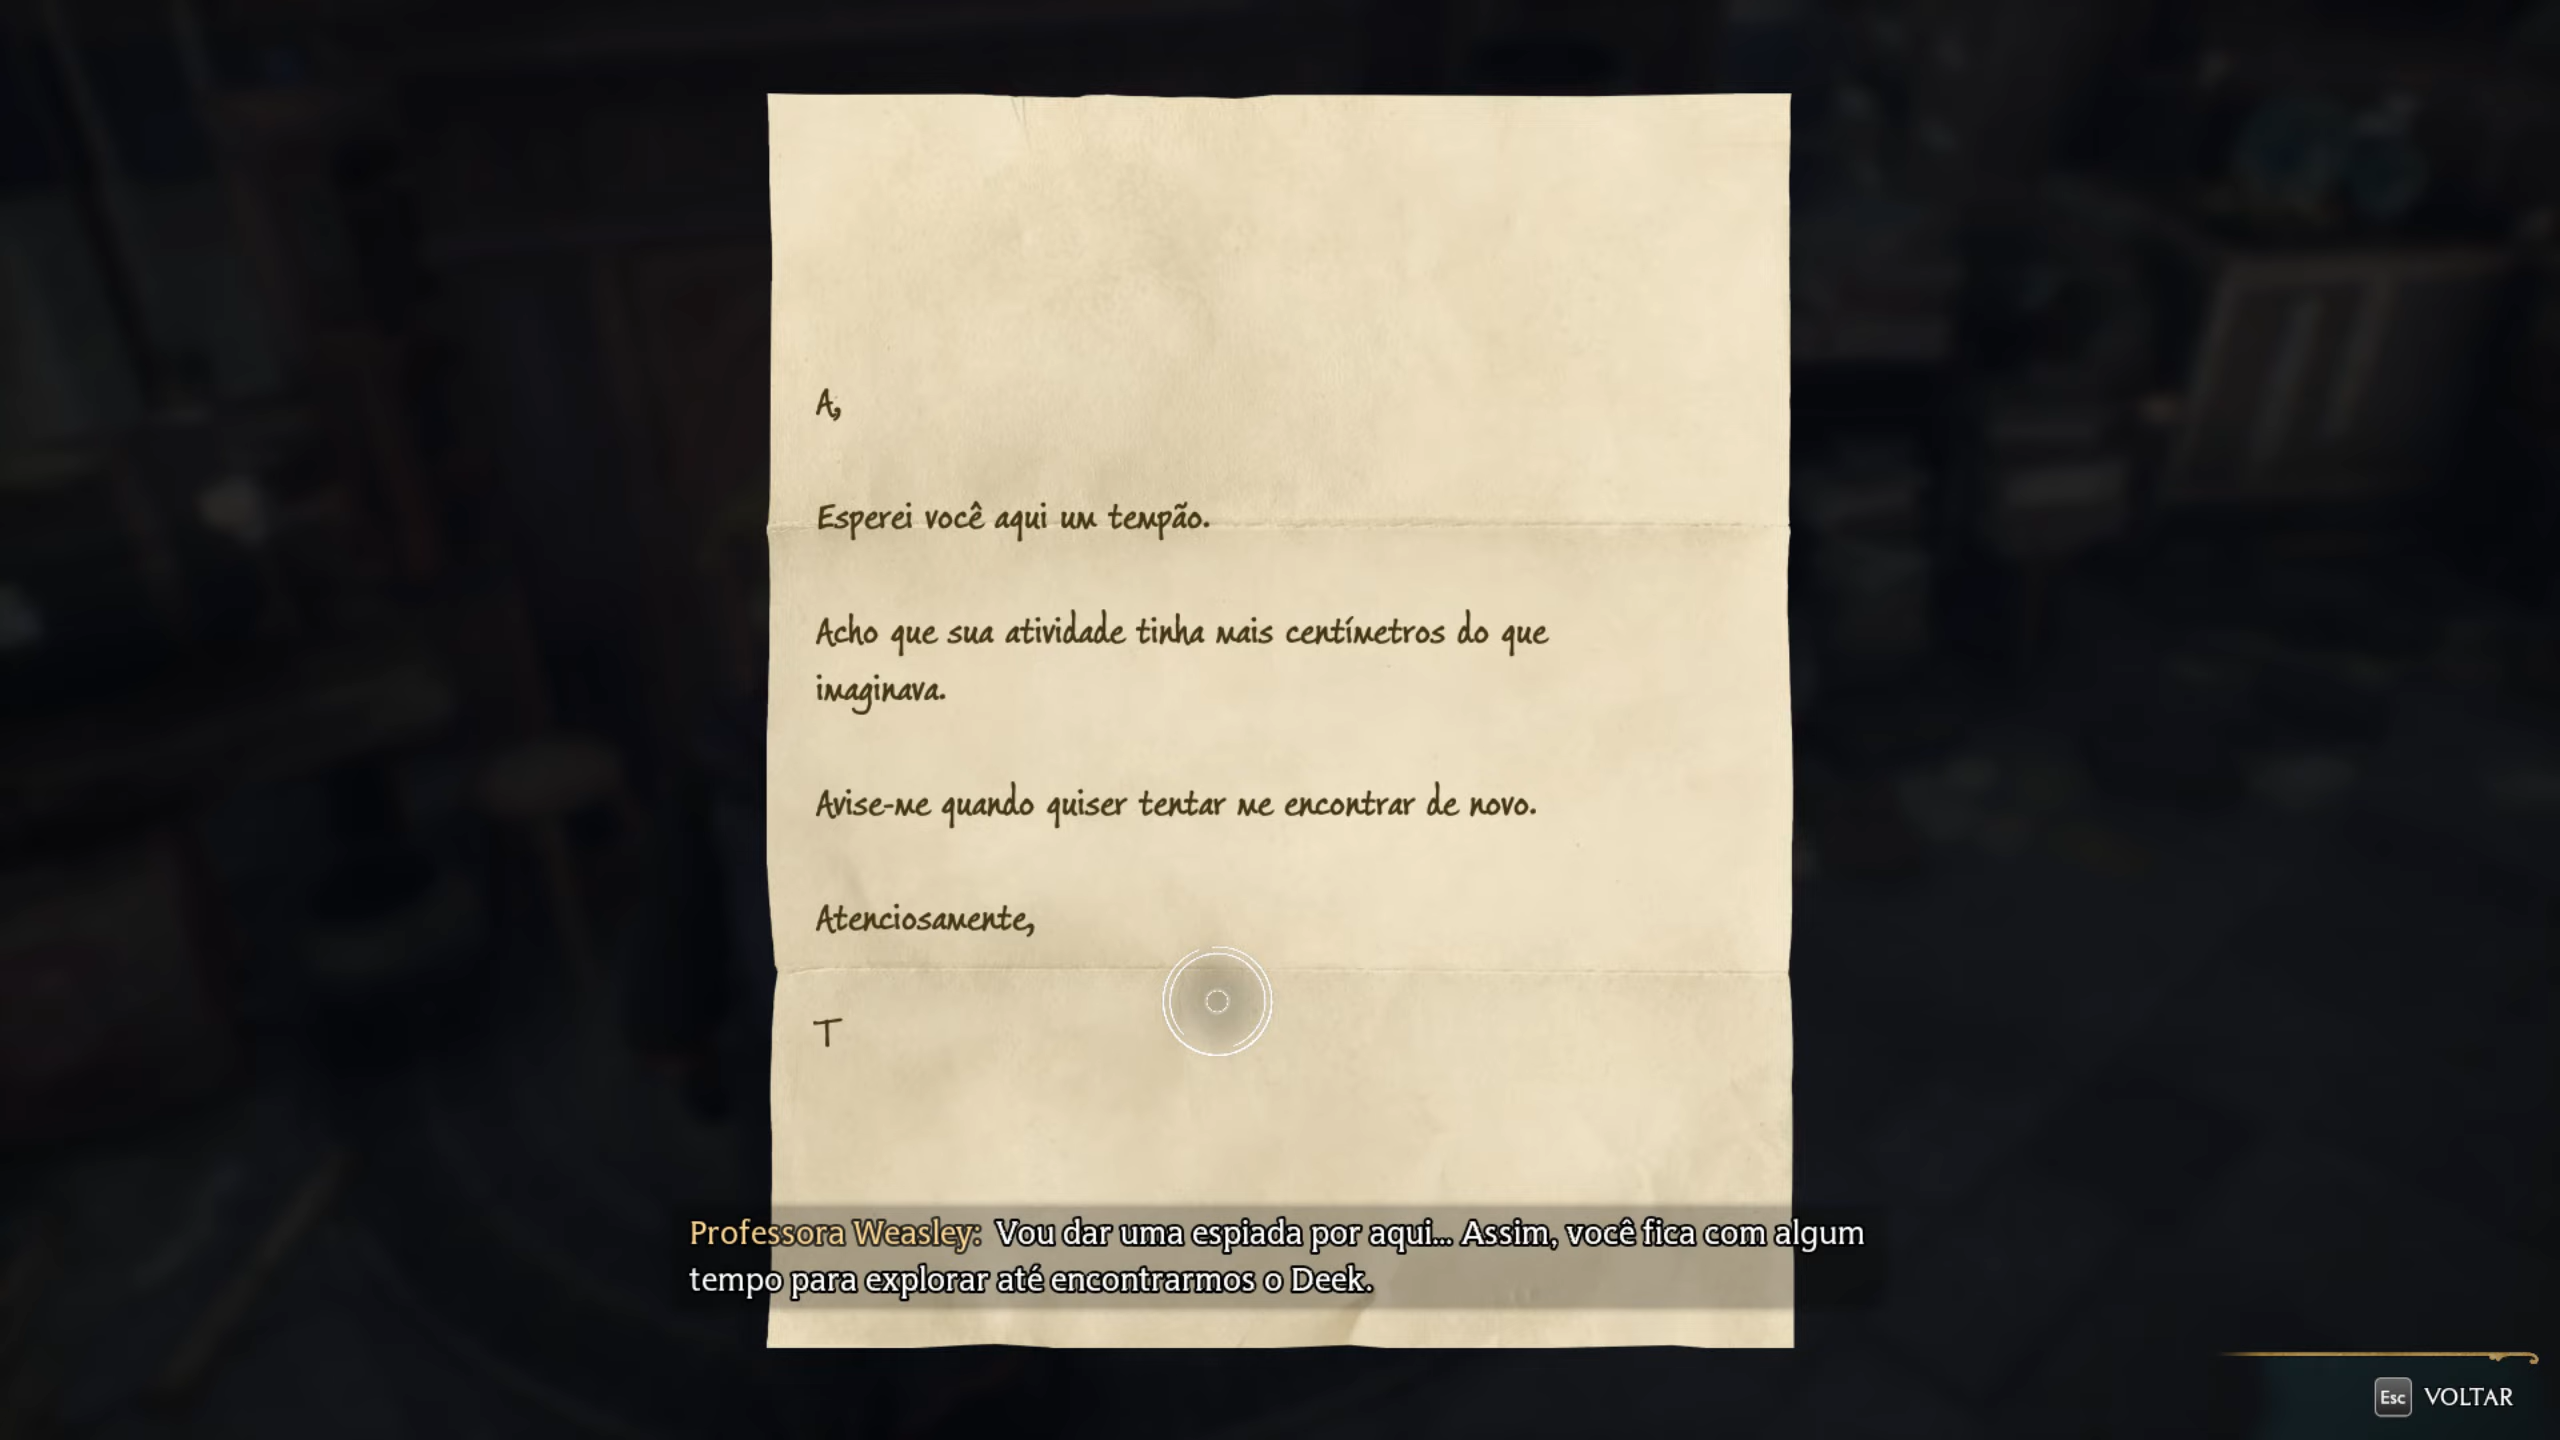 A,
Esperei você aqui um tempão.
Acho que sua atividade tinha mais centímetros do que
imaginava.
Avise-me quando quiser tentar me encontrar de novo.
Atenciosamente,
T
Professora Weasley: Vou dar uma espiada por aqui... Assim, você fica com algum
tempo para explorar até encontrarmos o Deek.
Esc VOLTAR